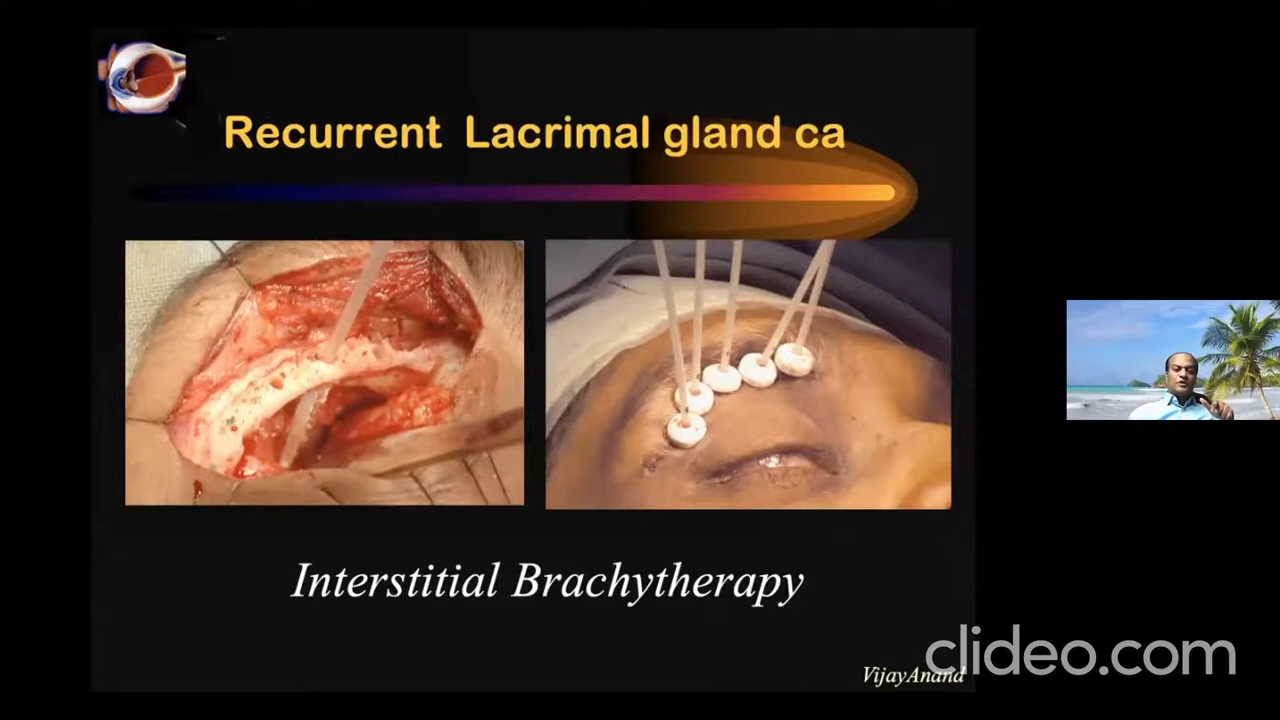 Recurrent Lacrimal gland ca
Interstitial Brachytherapy
VijayAnand
clideo.com